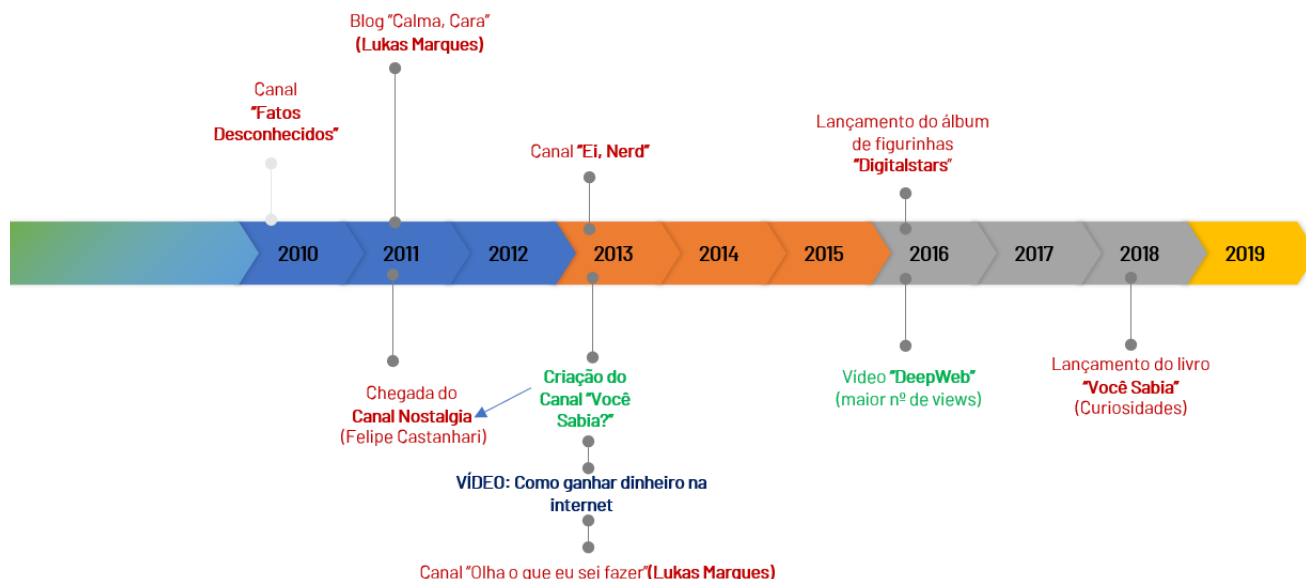 Blog "Calma, Cara"
(Lukas Marques)
Canal
"Fatos
Desconhecidos"
Canal "Ei, Nerd"
Lançamento do álbum
de figurinhas
"Digitalstars"
2010
2011
2012
2013
2014
2015
2016
2017
2018
2019
Chegada do
Canal Nostalgia
(Felipe Castanhari)
Criação do
Canal "Você
Sabia?"
Vídeo "DeepWeb"
(maior nº de views)
Lançamento do livro
"Você Sabia"
(Curiosidades)
VÍDEO: Como ganhar dinheiro na
internet
Canal "Olha o que eu sei fazer"(Lukas Marques)